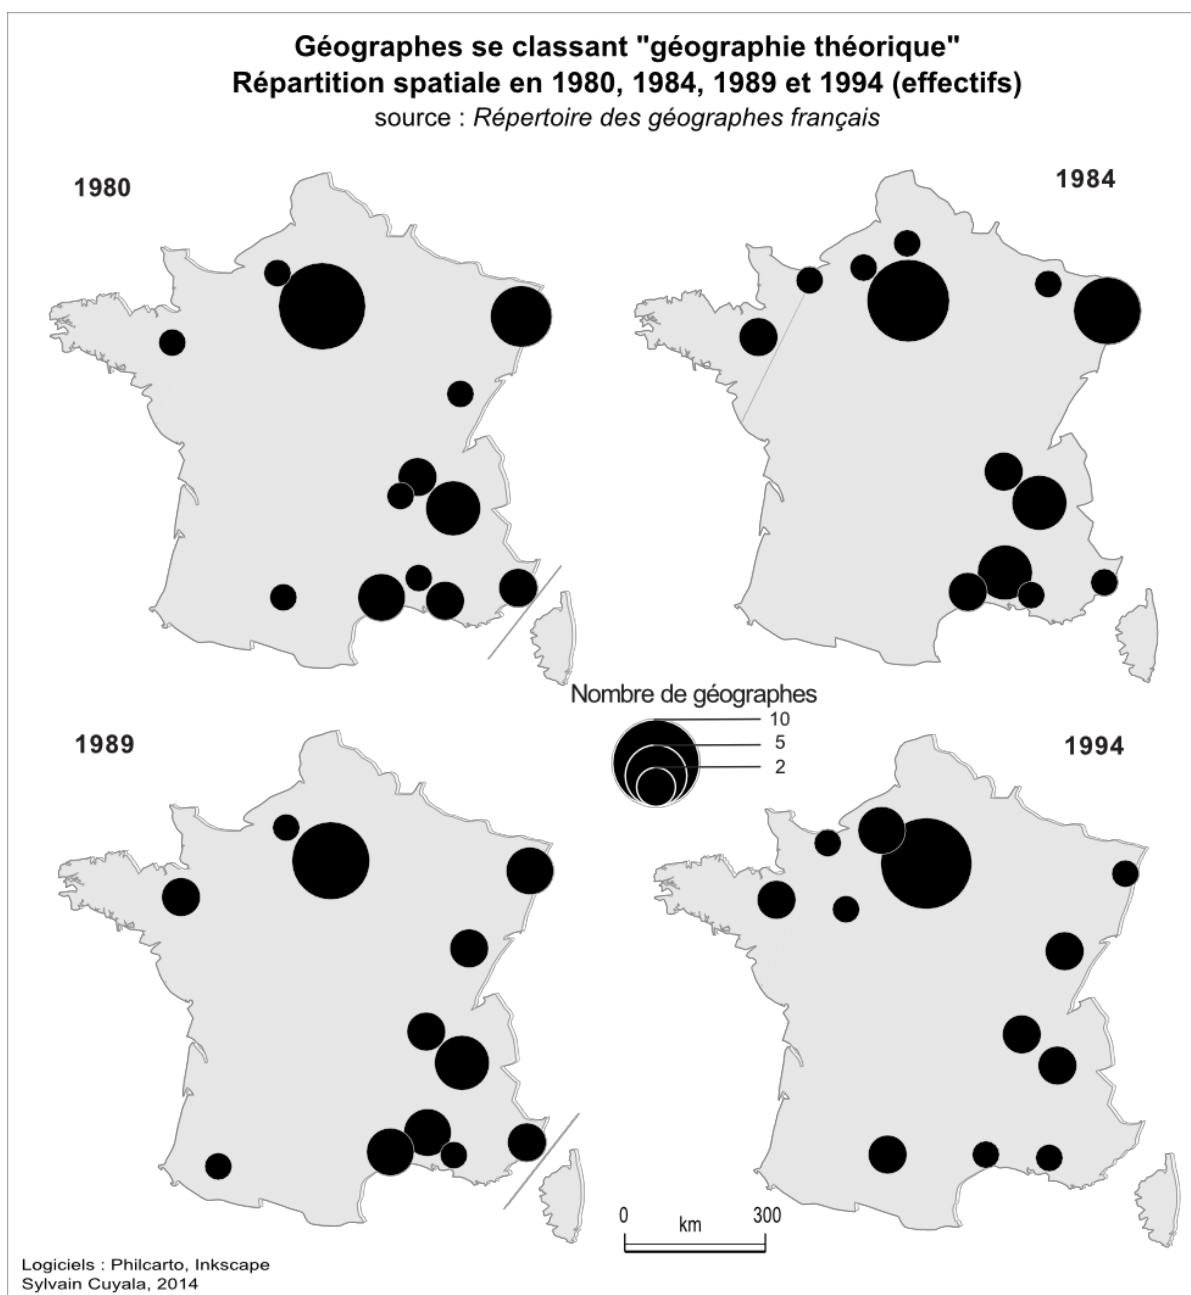 Géographes se classant "géographie théorique"
Répartition spatiale en 1980, 1984, 1989 et 1994 (effectifs)
source : Répertoire des géographes français
1980
1984
Nombre de géographes
10
5
2
1989
1994
0
km
300
Logiciels : Philcarto, Inkscape
Sylvain Cuyala, 2014